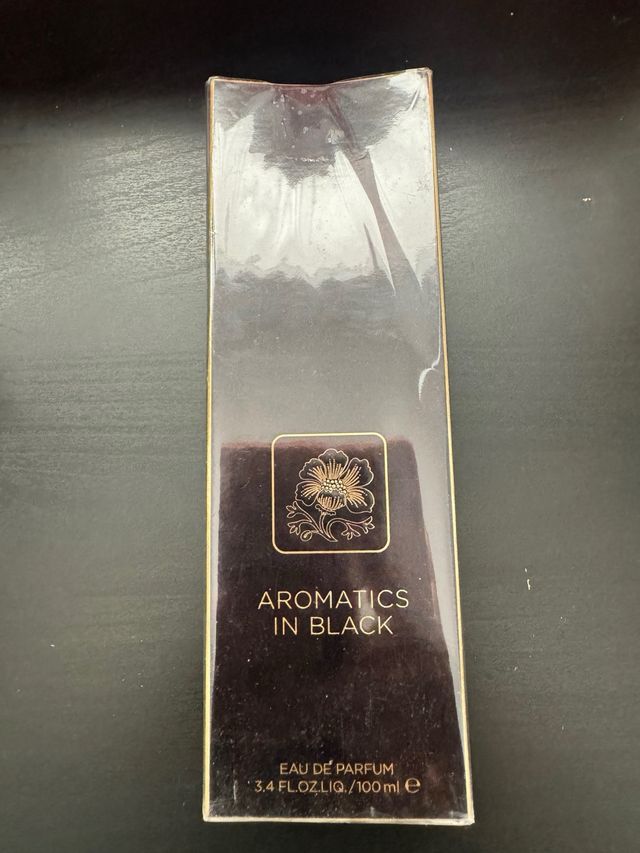 AROMATICS
IN BLACK
EAU DE PARFUM
3.4 FL.OZ.LIQ./100 ml ℮